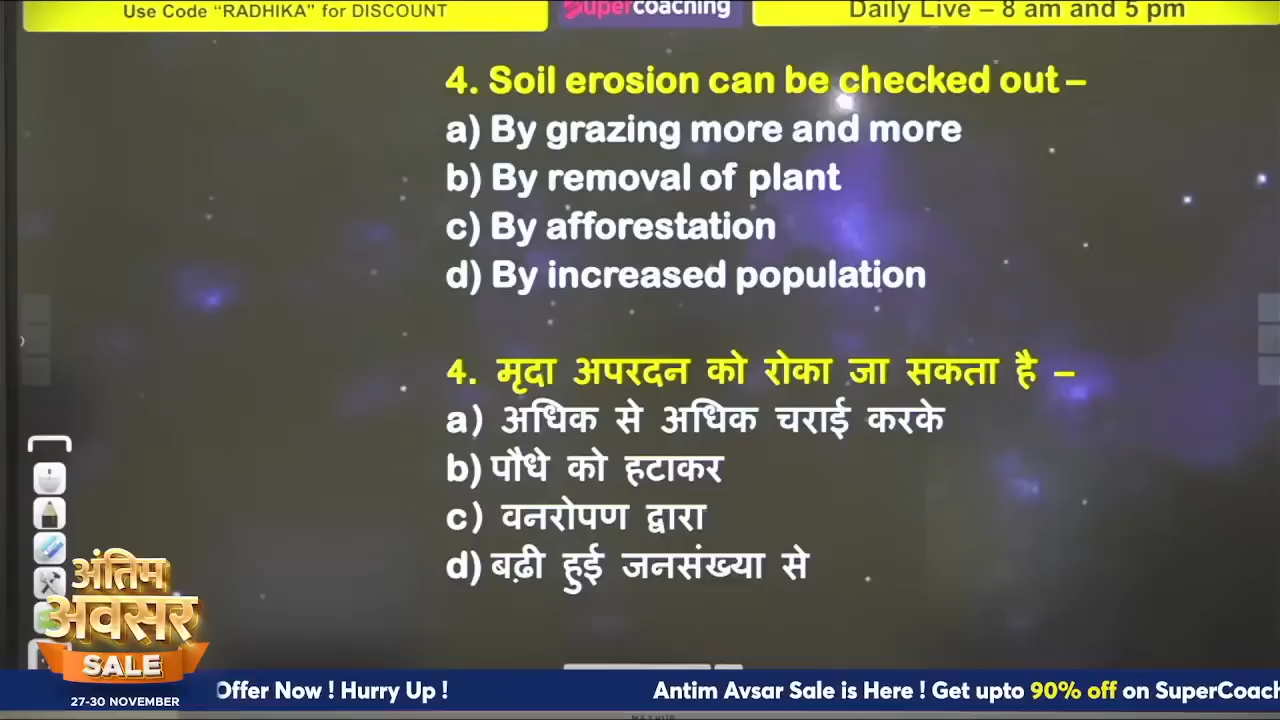 Use Code “RADHIKA” for DISCOUNT
Supercoaching
Daily Live – 8 am and 5 pm
4. Soil erosion can be checked out –
a) By grazing more and more
b) By removal of plant
c) By afforestation
d) By increased population
4. मृदा अपरदन को रोका जा सकता है –
a) अधिक से अधिक चराई करके
b) पौधे को हटाकर
c) वनरोपण द्वारा
d) बढ़ी हुई जनसंख्या से
अंतिम
अवसर
SALE
27-30 NOVEMBER
Offer Now ! Hurry Up !
Antim Avsar Sale is Here ! Get upto 90% off on SuperCoach